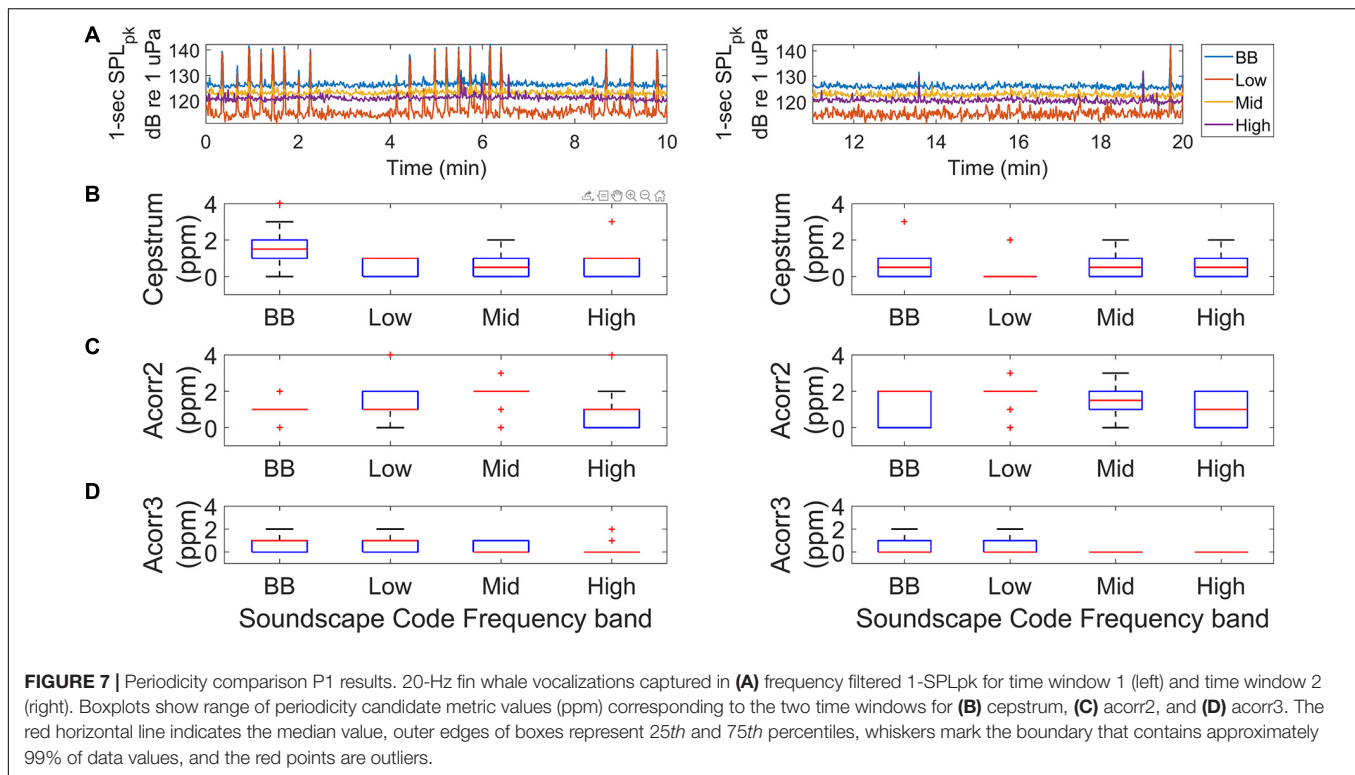 A
1-sec SPLpk
dB re 1 uPa
140
130
120
0 2 4 6 8 10
Time (min)
1-sec SPLpk
dB re 1 uPa
140
130
120
12 14 16 18 20
Time (min)
BB
Low
Mid
High
B
Cepstrum
(ppm)
4
2
0
BB Low Mid High
Cepstrum
(ppm)
4
2
0
BB Low Mid High
C
Acorr2
(ppm)
4
2
0
BB Low Mid High
Acorr2
(ppm)
4
2
0
BB Low Mid High
D
Acorr3
(ppm)
4
2
0
BB Low Mid High
Soundscape Code Frequency band
Acorr3
(ppm)
4
2
0
BB Low Mid High
Soundscape Code Frequency band
FIGURE 7 | Periodicity comparison P1 results. 20-Hz fin whale vocalizations captured in (A) frequency filtered 1-SPLpk for time window 1 (left) and time window 2
(right). Boxplots show range of periodicity candidate metric values (ppm) corresponding to the two time windows for (B) cepstrum, (C) acorr2, and (D) acorr3. The
red horizontal line indicates the median value, outer edges of boxes represent 25th and 75th percentiles, whiskers mark the boundary that contains approximately
99% of data values, and the red points are outliers.